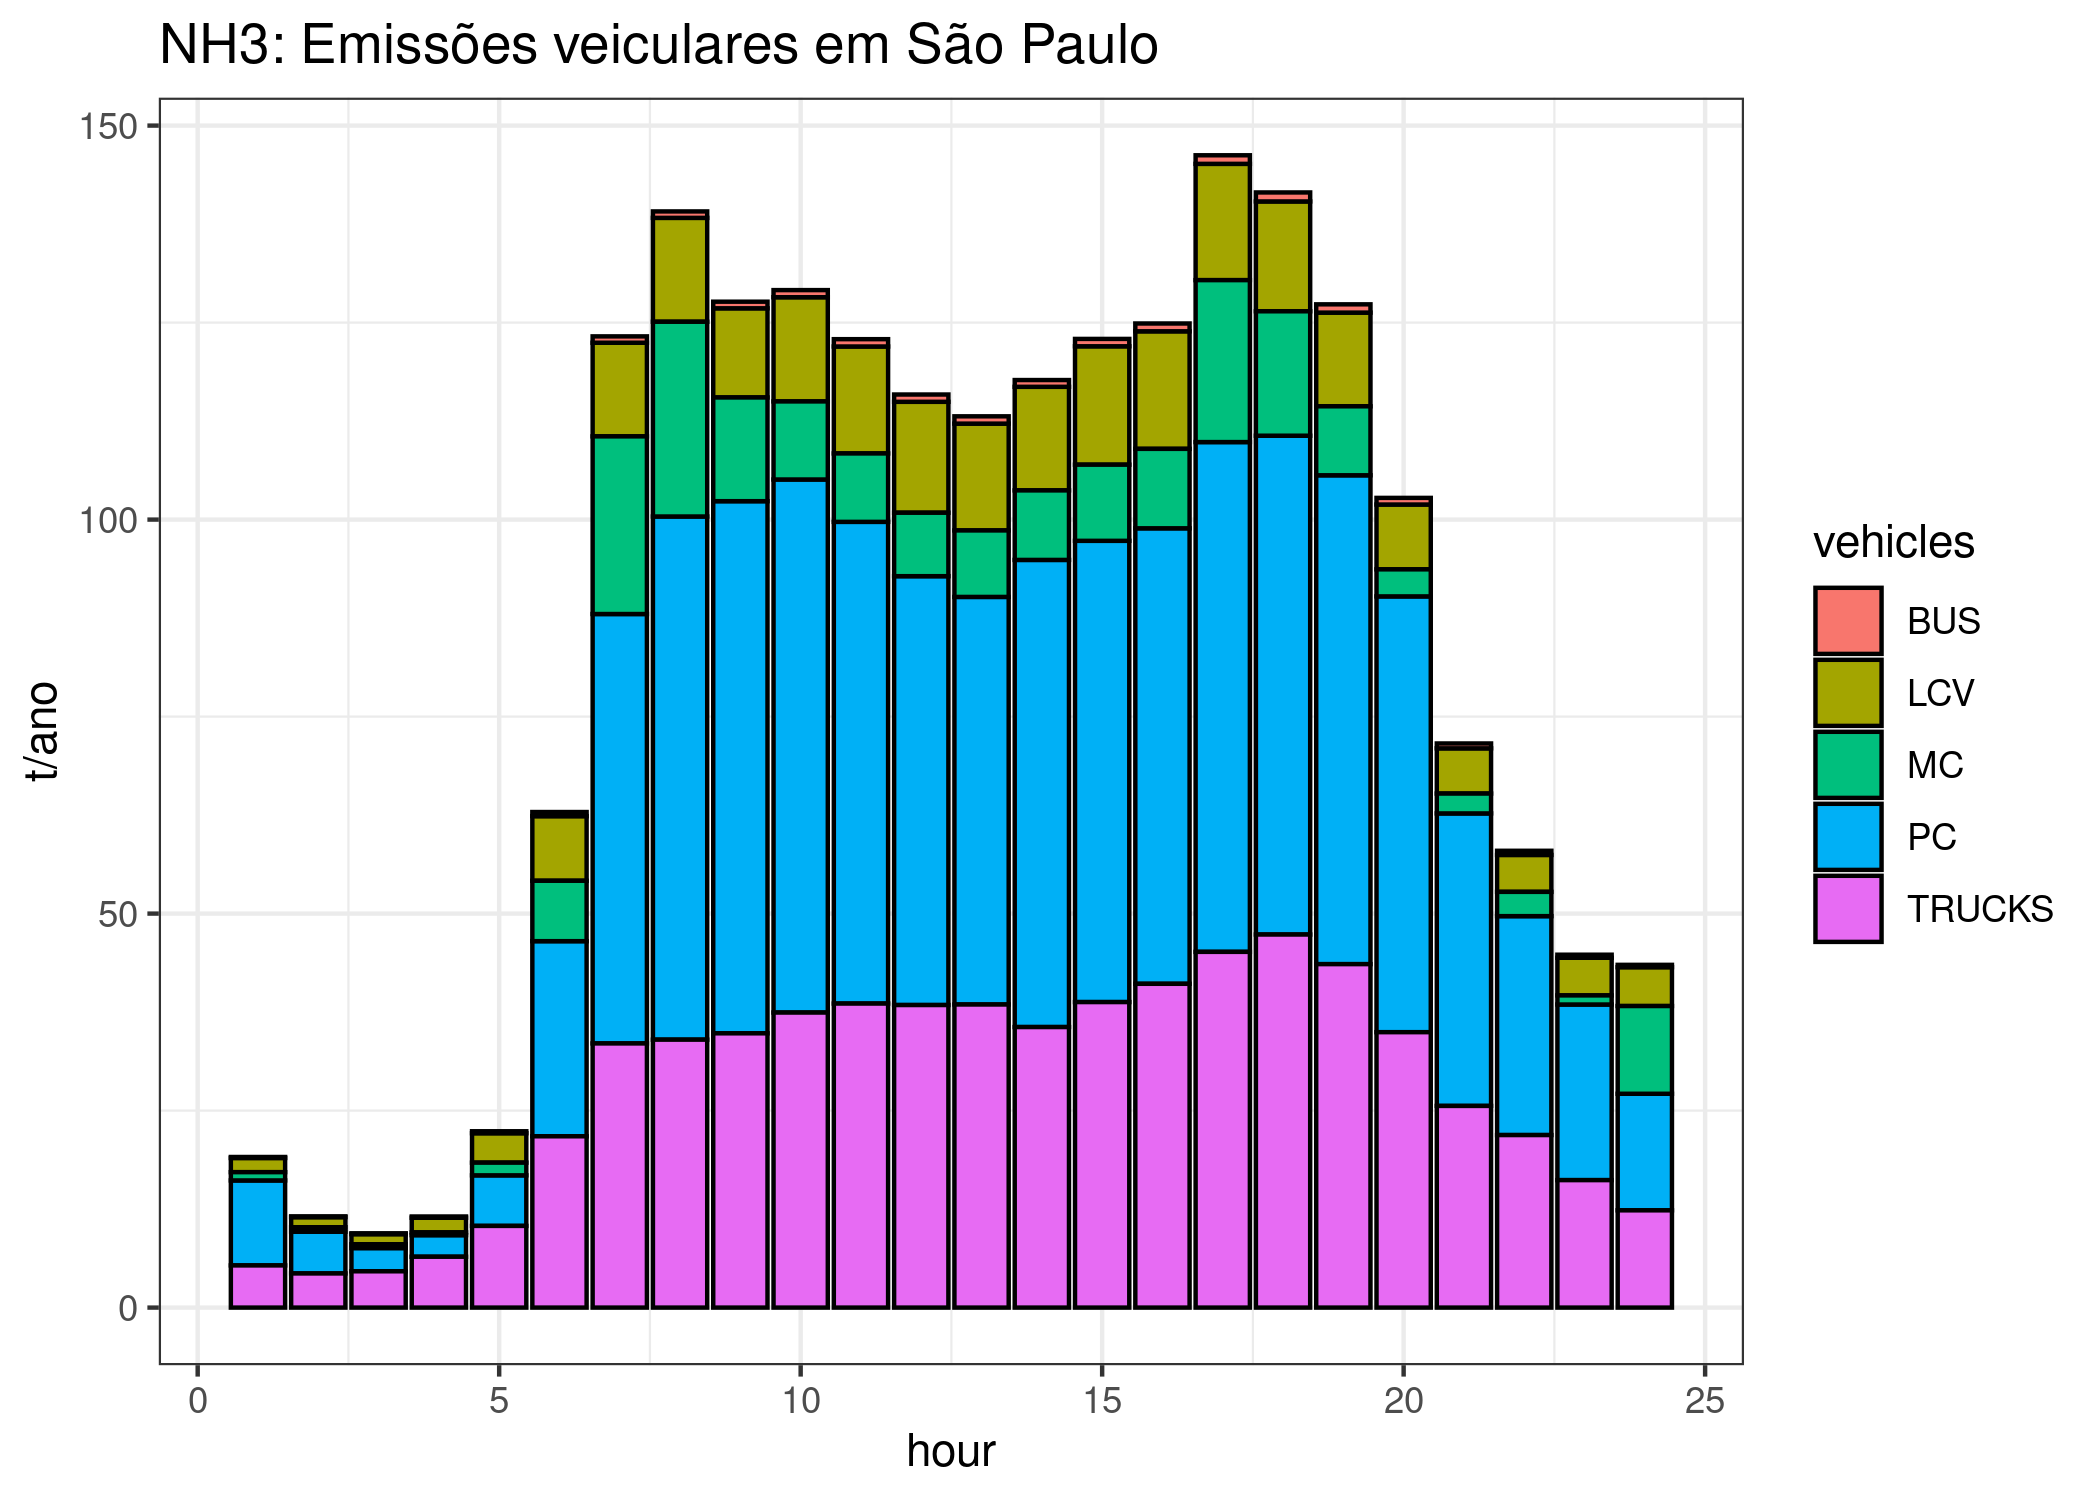 NH3: Emissões veiculares em São Paulo
t/ano
150
100
50
0
0
5
10
15
20
25
hour
vehicles
BUS
LCV
MC
PC
TRUCKS